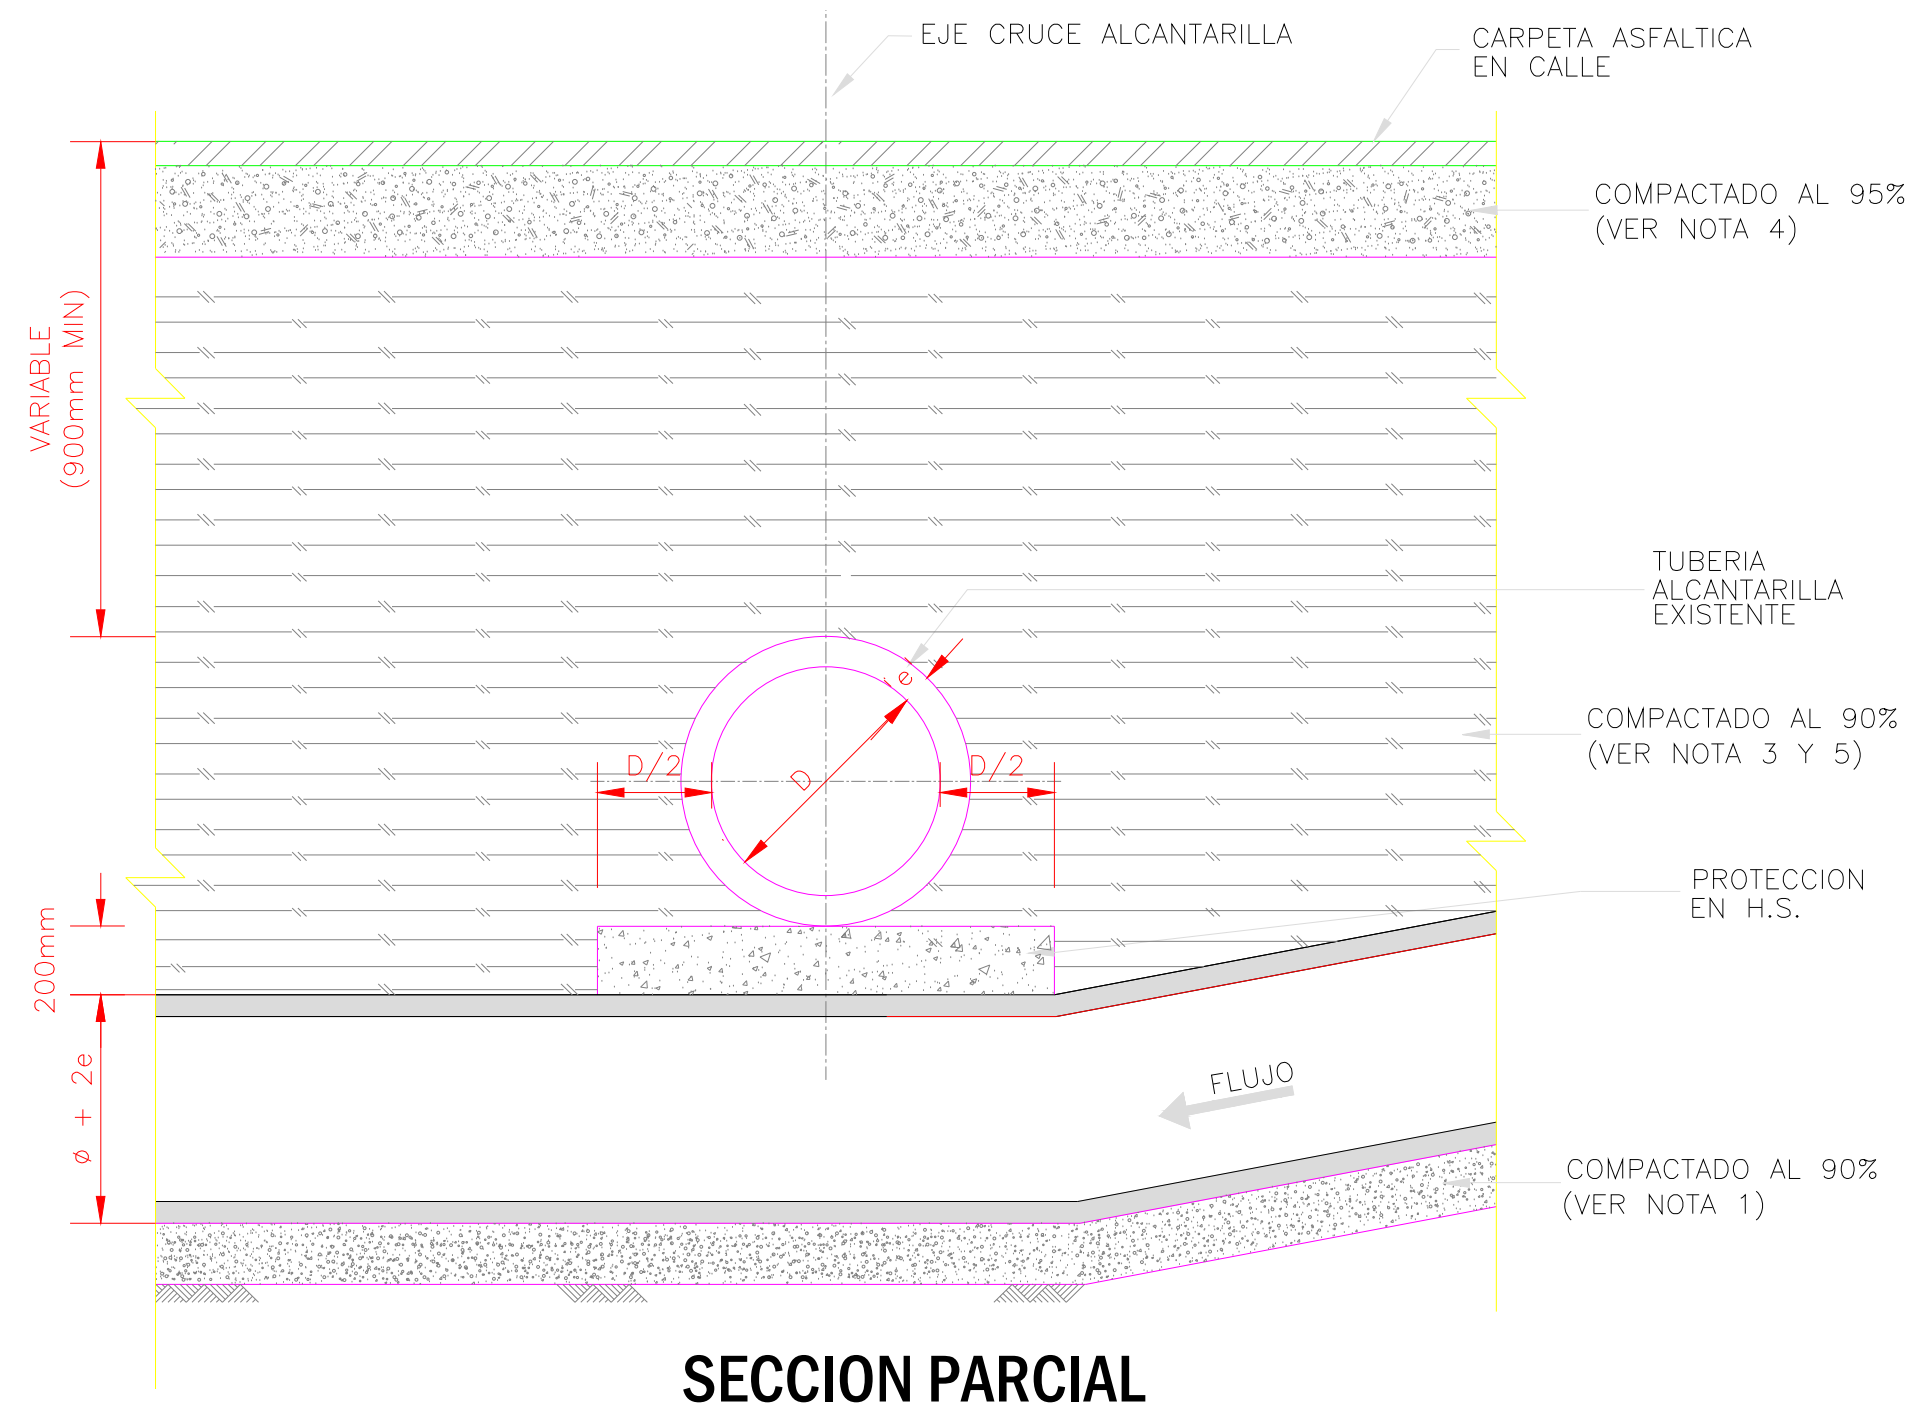 EJE CRUCE ALCANTARILLA
CARPETA ASFALTICA
EN CALLE
COMPACTADO AL 95%
(VER NOTA 4)
VARIABLE
(900mm MIN)
TUBERIA
ALCANTARILLA
EXISTENTE
e
COMPACTADO AL 90%
(VER NOTA 3 Y 5)
D/2
D
D/2
PROTECCION
EN H.S.
200mm
FLUJO
ø + 2e
COMPACTADO AL 90%
(VER NOTA 1)
SECCION PARCIAL